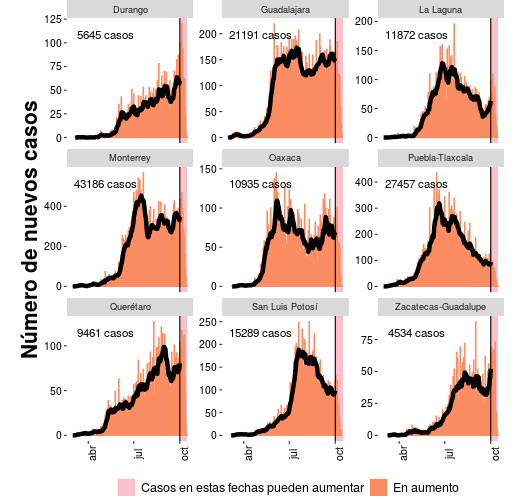 Número de nuevos casos
Durango
Guadalajara
La Laguna
125
100
75
50
25
0
5645 casos
200
150
100
50
0
21191 casos
200
150
100
50
0
11872 casos
Monterrey
Oaxaca
Puebla-Tlaxcala
400
200
0
43186 casos
150
100
50
0
10935 casos
400
300
200
100
0
27457 casos
Querétaro
San Luis Potosí
Zacatecas-Guadalupe
100
50
0
9461 casos
250
200
150
100
50
0
15289 casos
75
50
25
0
4534 casos
abr
jul
oct
abr
jul
oct
abr
jul
oct
Casos en estas fechas pueden aumentar
En aumento